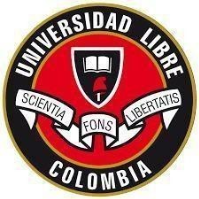 UNIVERSIDAD LIBRE
SCIENTIA
FONS
LIBERTATIS
COLOMBIA